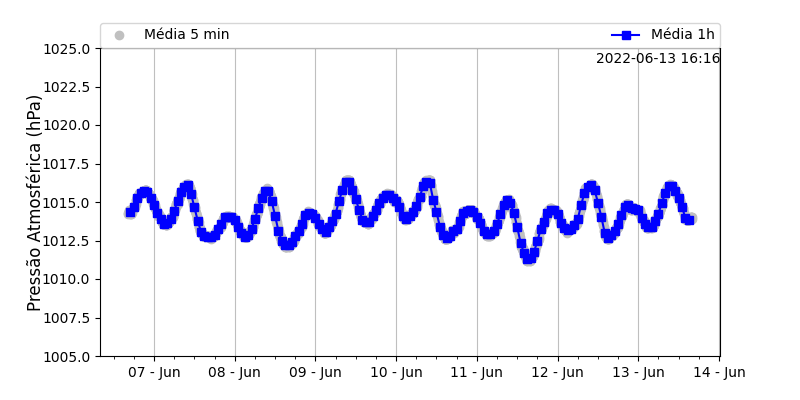 Média 5 min
Média 1h
2022-06-13 16:16
Pressão Atmosférica (hPa)
1025.0
1022.5
1020.0
1017.5
1015.0
1012.5
1010.0
1007.5
1005.0
07 - Jun
08 - Jun
09 - Jun
10 - Jun
11 - Jun
12 - Jun
13 - Jun
14 - Jun